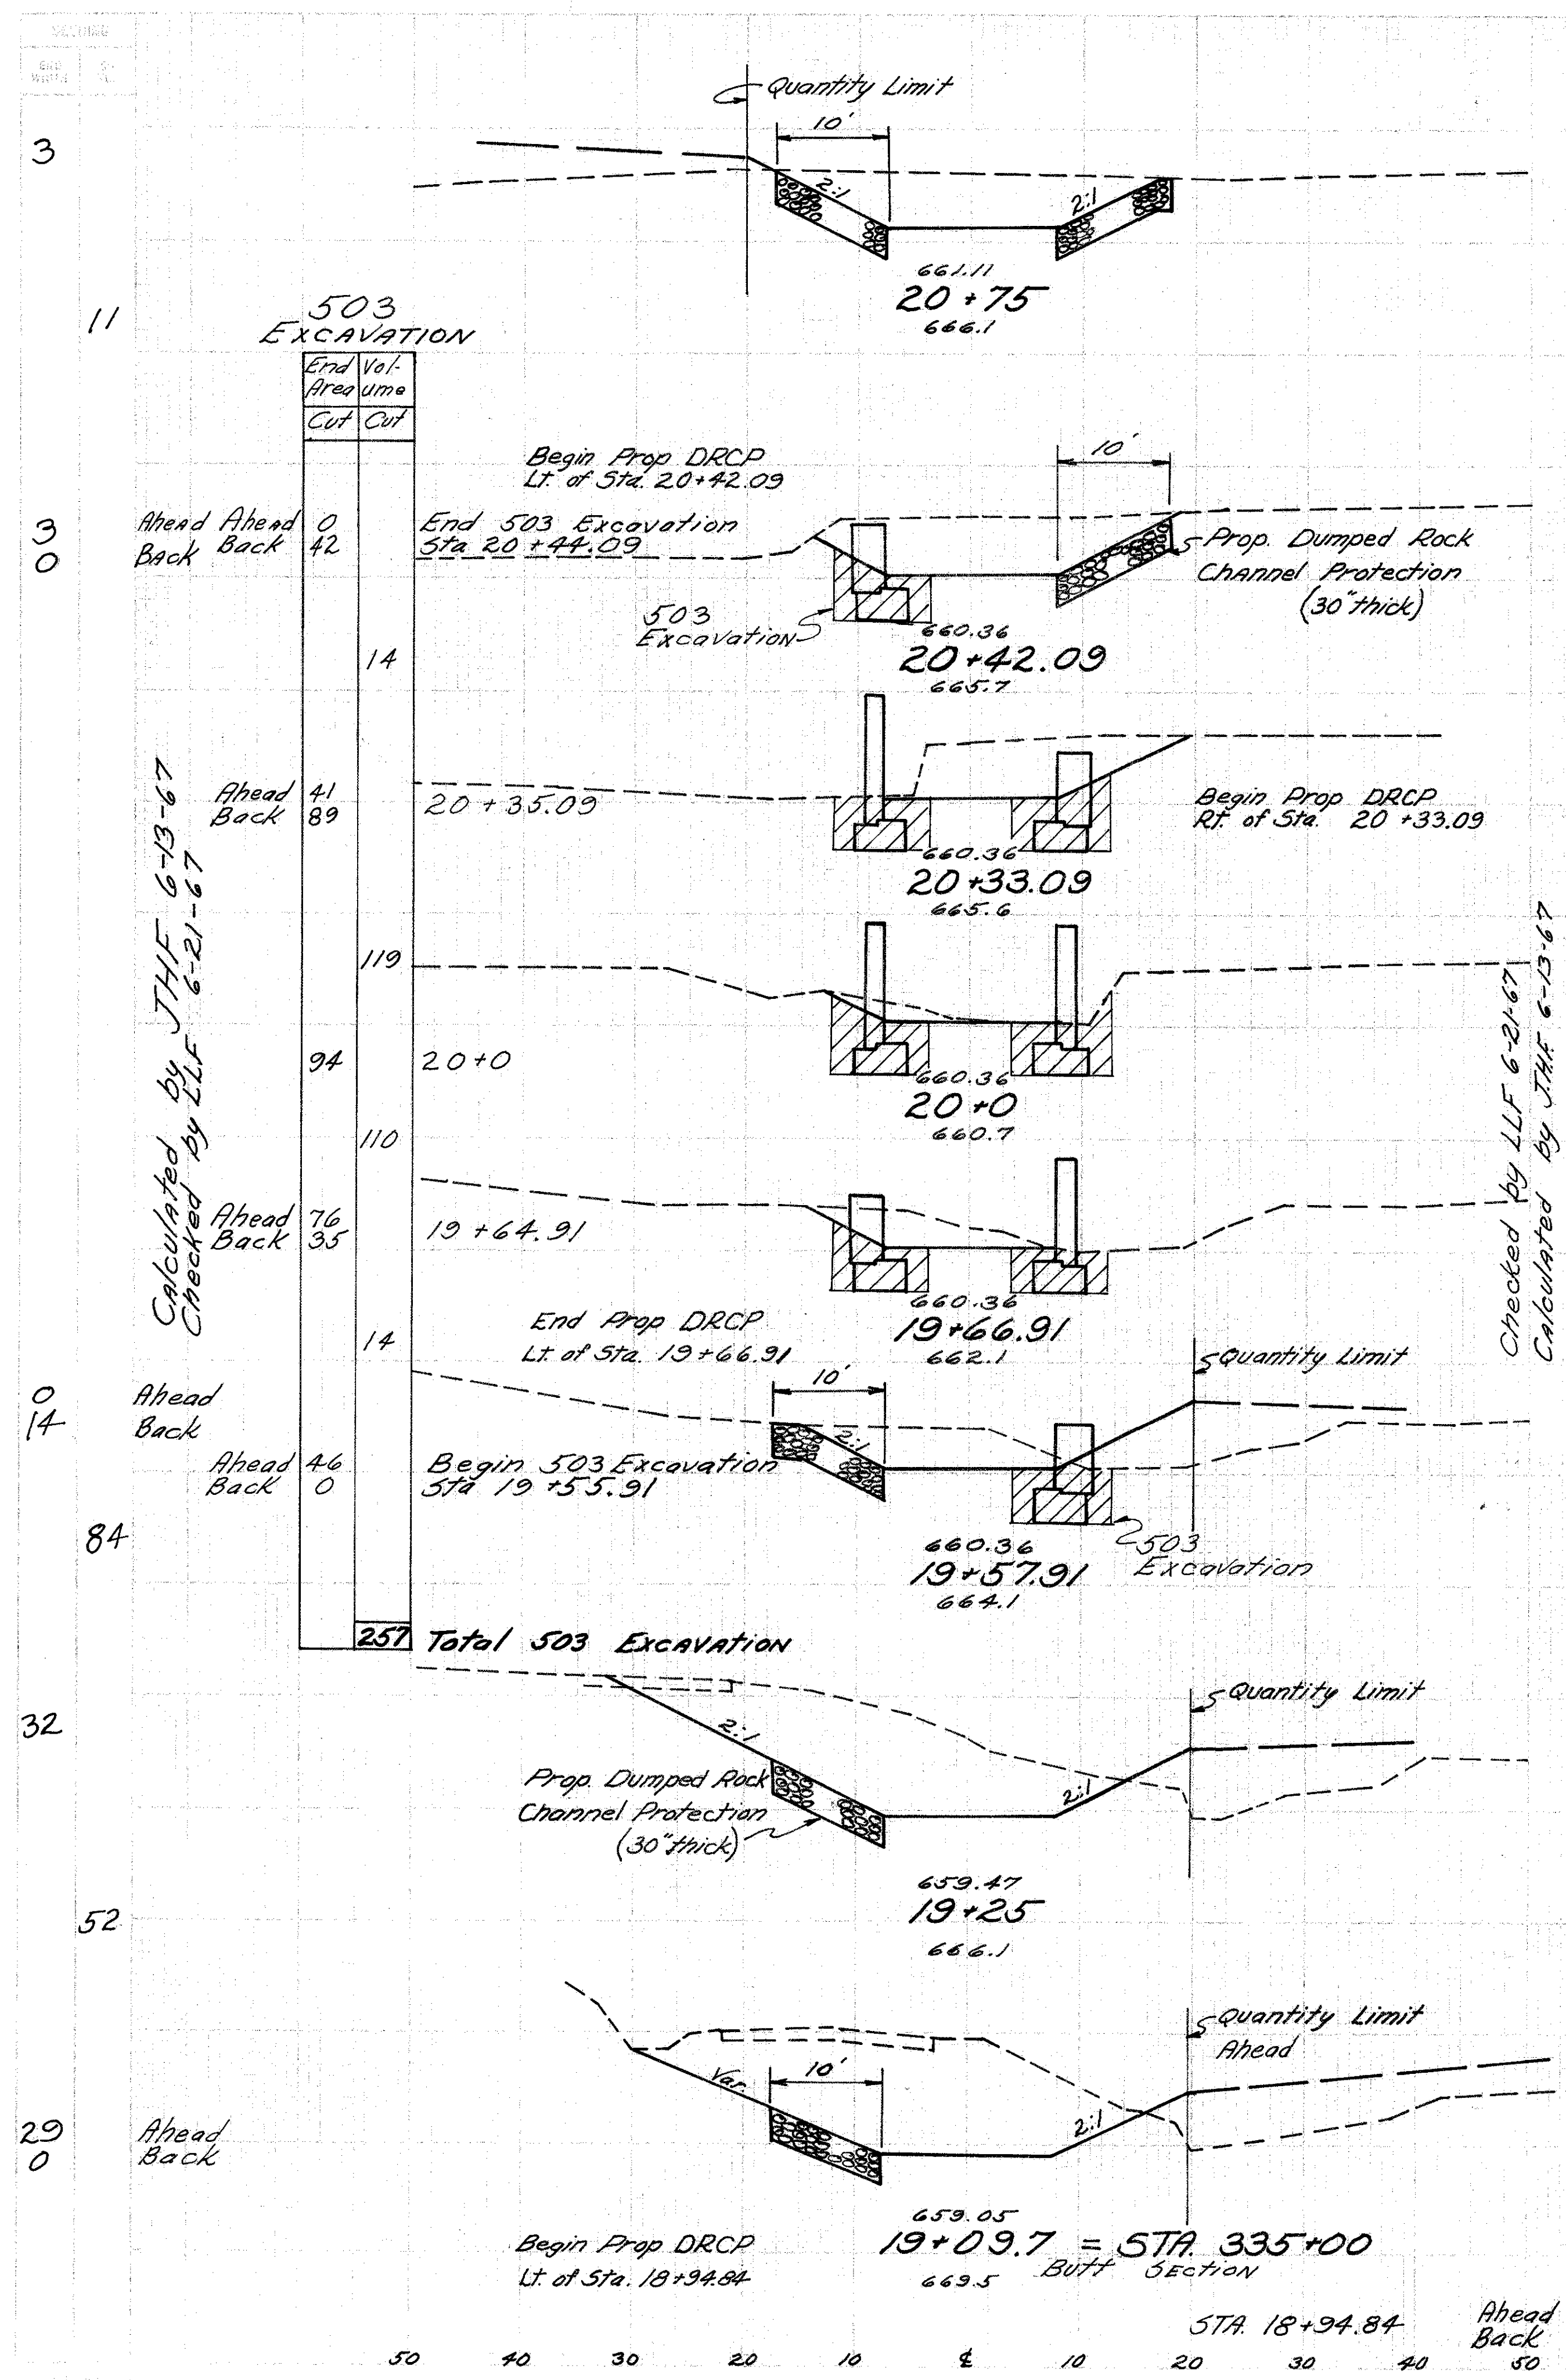 Quantity Limit
10'
3
2:1
2:1
661.11
20+75
666.1
11
503
EXCAVATION
End Area
Vol-ume
Cut
Cut
Begin Prop DRCP
Lt. of Sta. 20+42.09
10'
3
0
Ahead
Back
Ahead 0
Back 42
End 503 Excavation
Sta 20+44.09
Prop. Dumped Rock
Channel Protection
(30" thick)
503
Excavation
660.36
20+42.09
665.7
14
Ahead 41
Back 89
20+35.09
Begin Prop DRCP
Rt. of Sta. 20+33.09
660.36
20+33.09
665.6
119
94
20+0
660.36
20+0
660.7
110
Calculated by JHF 6-13-67
Checked by LLF 6-21-67
Checked by LLF 6-21-67
Calculated by J.H.F. 6-13-67
Ahead 76
Back 35
19+64.91
660.36
19+66.91
662.1
End Prop DRCP
Lt. of Sta. 19+66.91
14
Quantity Limit
10'
0
14
Ahead
Back
2:1
Ahead 46
Back 0
Begin 503 Excavation
Sta 19+55.91
84
660.36
19+57.91
664.1
503
Excavation
257 Total 503 EXCAVATION
Quantity Limit
32
2:1
Prop. Dumped Rock
Channel Protection
(30" thick)
2:1
659.47
19+25
666.1
52
Quantity Limit
Ahead
Var.
10'
2:1
29
0
Ahead
Back
659.05
19+09.7 = STA. 335+00
669.5
Butt SECTION
Begin Prop DRCP
Lt. of Sta. 18+94.84
STA. 18+94.84
Ahead
Back
50 40 30 20 10 ℄ 10 20 30 40 50